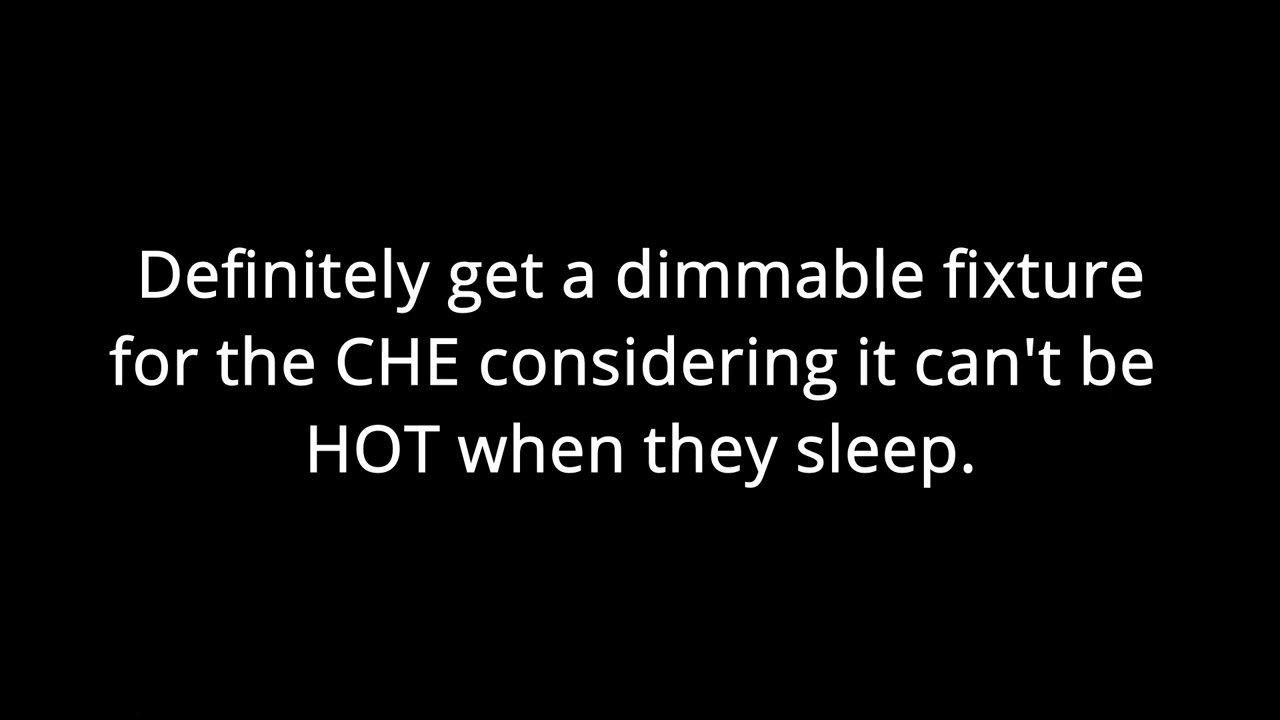 Definitely get a dimmable fixture
for the CHE considering it can't be
HOT when they sleep.